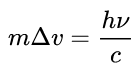 mΔv = hν / c